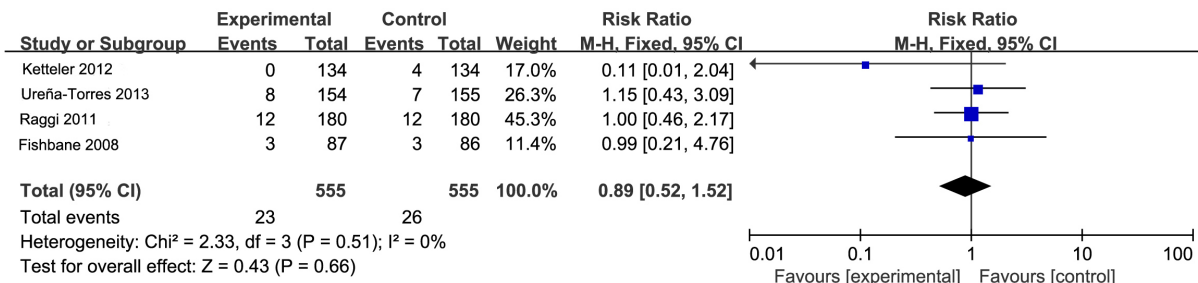 Experimental Control Risk Ratio Risk Ratio
Study or Subgroup Events Total Events Total Weight M-H, Fixed, 95% CI M-H, Fixed, 95% CI
Ketteler 2012 0 134 4 134 17.0% 0.11 [0.01, 2.04]
Ureña-Torres 2013 8 154 7 155 26.3% 1.15 [0.43, 3.09]
Raggi 2011 12 180 12 180 45.3% 1.00 [0.46, 2.17]
Fishbane 2008 3 87 3 86 11.4% 0.99 [0.21, 4.76]
Total (95% CI) 555 555 100.0% 0.89 [0.52, 1.52]
Total events 23 26
Heterogeneity: Chi² = 2.33, df = 3 (P = 0.51); I² = 0%
Test for overall effect: Z = 0.43 (P = 0.66)
0.01 0.1 1 10 100
Favours [experimental] Favours [control]